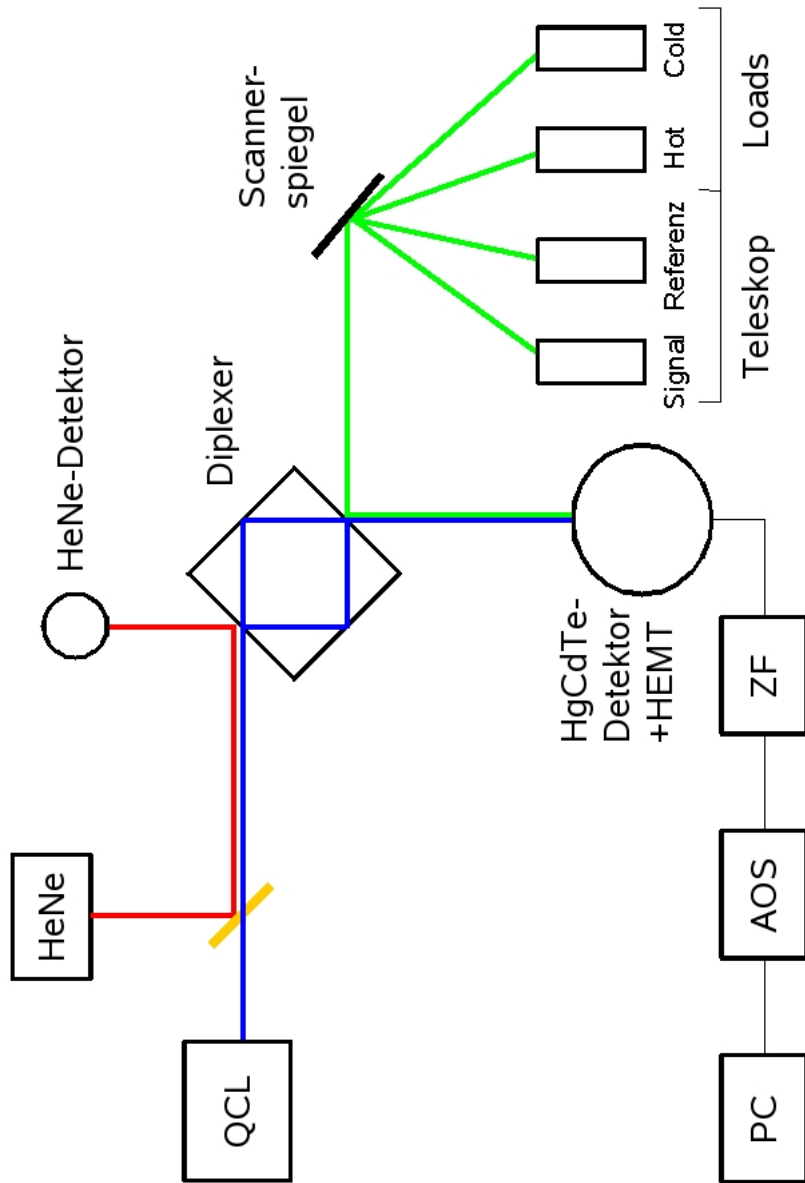 HeNe
HeNe-Detektor
QCL
Diplexer
Scanner-
spiegel
HgCdTe-
Detektor
+HEMT
Signal
Referenz
Hot
Cold
Teleskop
Loads
PC
AOS
ZF